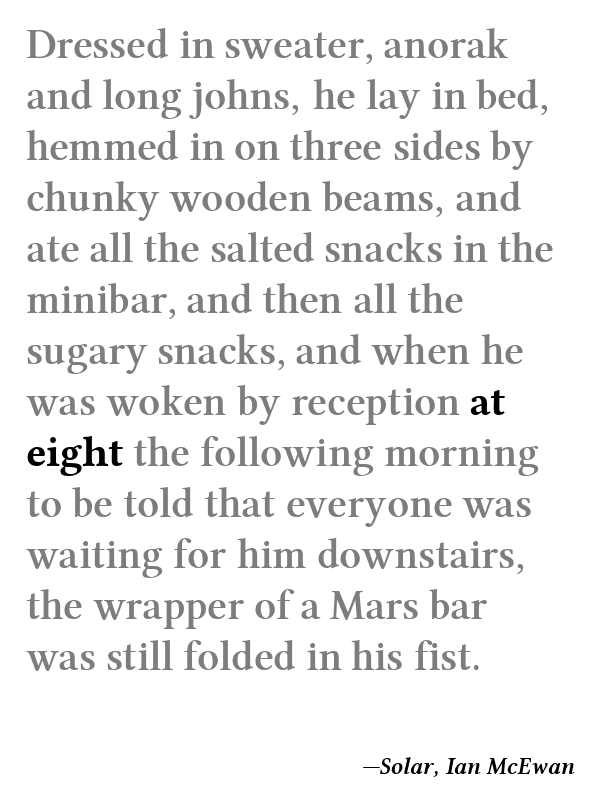 Dressed in sweater, anorak
and long johns, he lay in bed,
hemmed in on three sides by
chunky wooden beams, and
ate all the salted snacks in the
minibar, and then all the
sugary snacks, and when he
was woken by reception at
eight the following morning
to be told that everyone was
waiting for him downstairs,
the wrapper of a Mars bar
was still folded in his fist.
—Solar, Ian McEwan